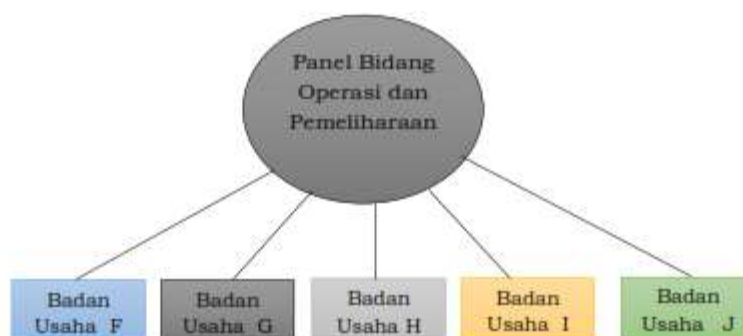 Panel Bidang
Operasi dan
Pemeliharaan
Badan
Usaha F
Badan
Usaha G
Badan
Usaha H
Badan
Usaha I
Badan
Usaha J